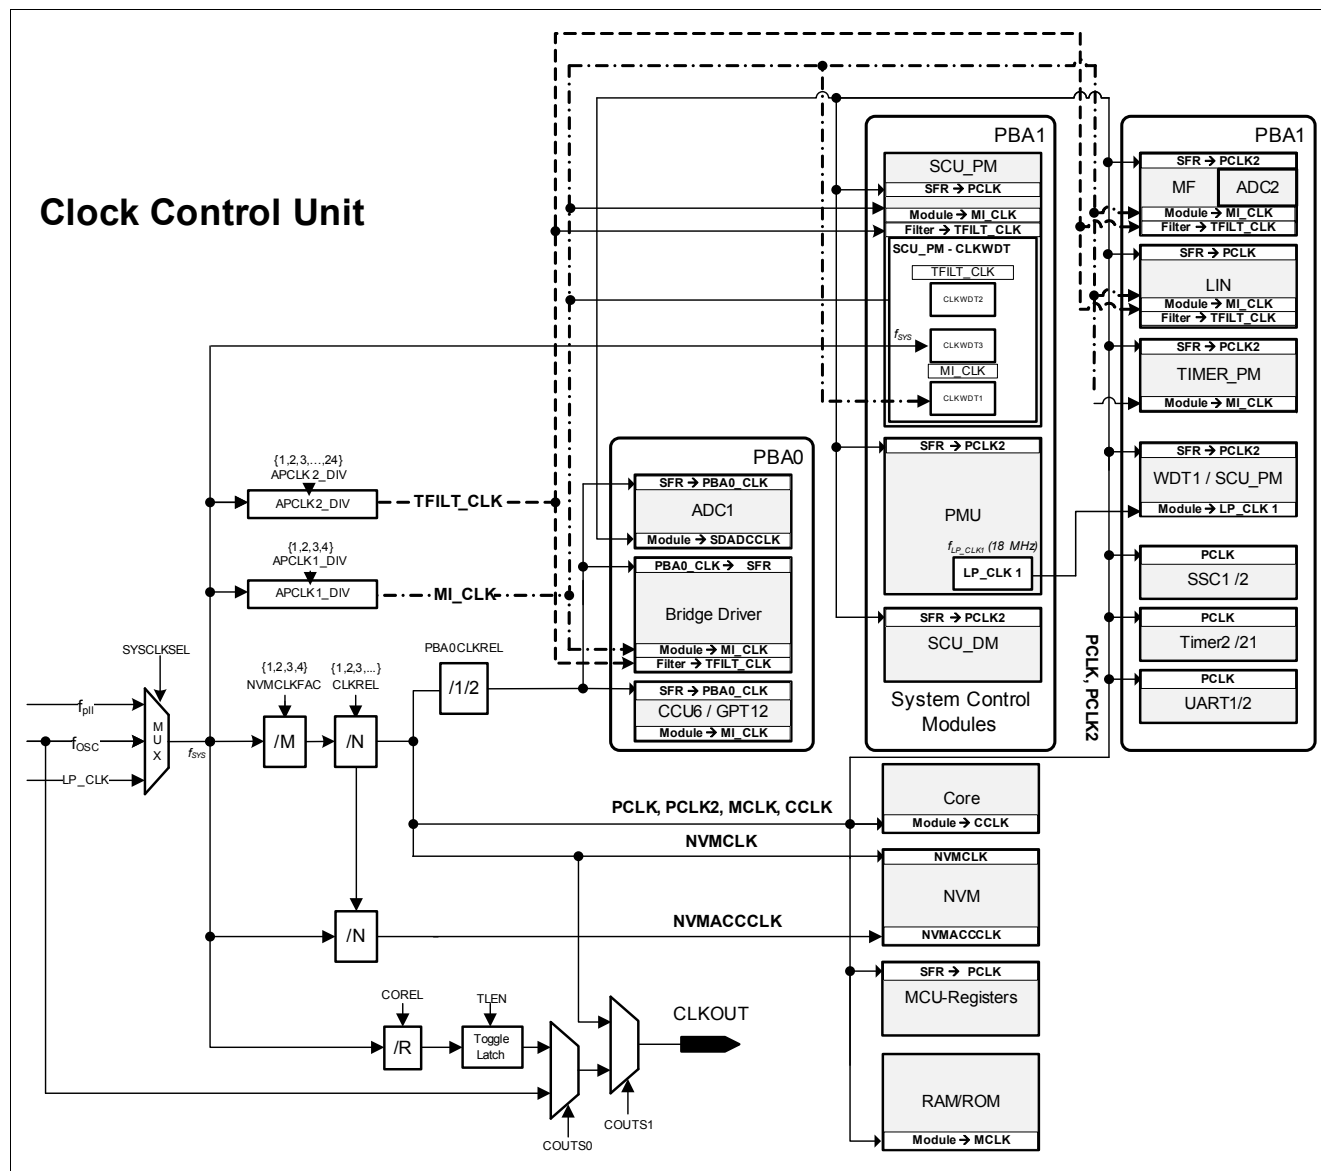 Clock Control Unit
PBA1
SCU_PM
SFR → PCLK
Module → MI_CLK
Filter → TFILT_CLK
SCU_PM - CLKWDT
TFILT_CLK
CLKWDT2
fSYS
CLKWDT3
MI_CLK
CLKWDT1
SFR → PCLK2
PMU
fLP_CLK1 (18 MHz)
LP_CLK 1
SFR → PCLK2
SCU_DM
System Control
Modules
PBA1
SFR → PCLK2
MF
ADC2
Module → MI_CLK
Filter → TFILT_CLK
SFR → PCLK
LIN
Module → MI_CLK
Filter → TFILT_CLK
SFR → PCLK2
TIMER_PM
Module → MI_CLK
SFR → PCLK2
WDT1 / SCU_PM
Module → LP_CLK 1
PCLK
SSC1 /2
PCLK
Timer2 /21
PCLK
UART1/2
PCLK, PCLK2
PBA0
SFR → PBA0_CLK
ADC1
Module → SDADCCLK
PBA0_CLK → SFR
Bridge Driver
Module → MI_CLK
Filter → TFILT_CLK
SFR → PBA0_CLK
CCU6 / GPT12
Module → MI_CLK
{1,2,3,...,24}
APCLK2_DIV
APCLK2_DIV
TFILT_CLK
{1,2,3,4}
APCLK1_DIV
APCLK1_DIV
MI_CLK
SYSCLKSEL
fpll
fOSC
LP_CLK
MUX
fSYS
{1,2,3,4}
NVMCLKFAC
/M
{1,2,3,...}
CLKREL
/N
PBA0CLKREL
/1/2
PCLK, PCLK2, MCLK, CCLK
NVMCLK
/N
NVMACCCLK
Core
Module → CCLK
NVMCLK
NVM
NVMACCCLK
SFR → PCLK
MCU-Registers
RAM/ROM
Module → MCLK
COREL
/R
TLEN
Toggle
Latch
CLKOUT
COUTS0
COUTS1